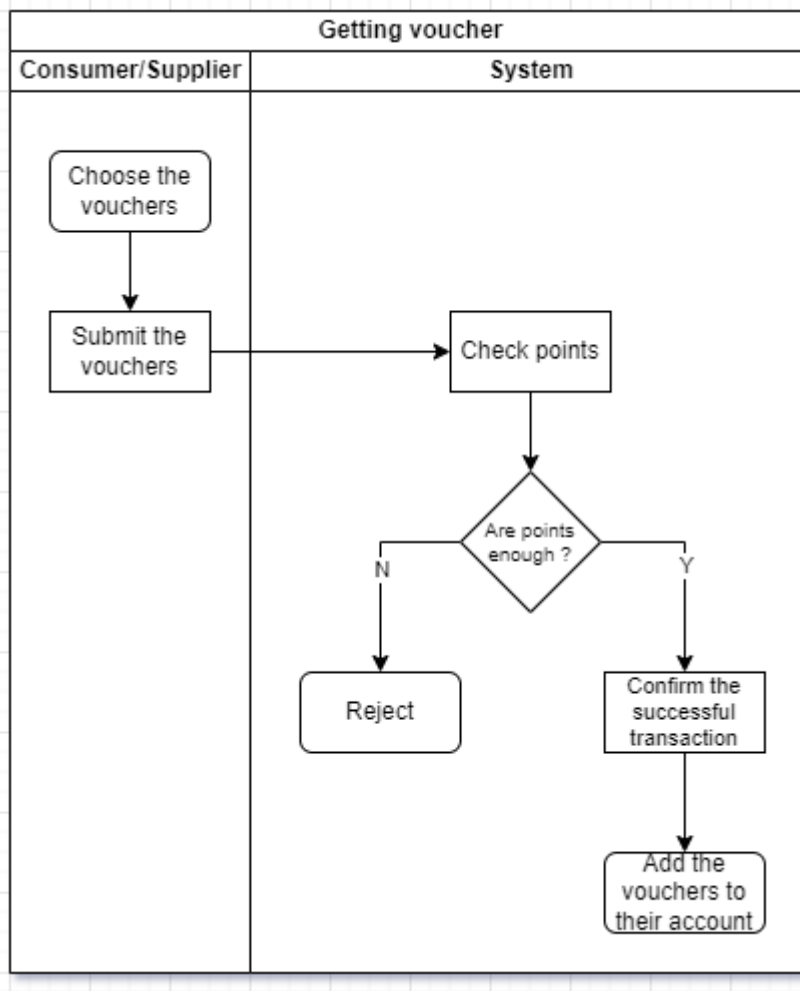 Getting voucher
Consumer/Supplier
System
Choose the
vouchers
Submit the
vouchers
Check points
Are points
enough ?
N
Y
Reject
Confirm the
successful
transaction
Add the
vouchers to
their account